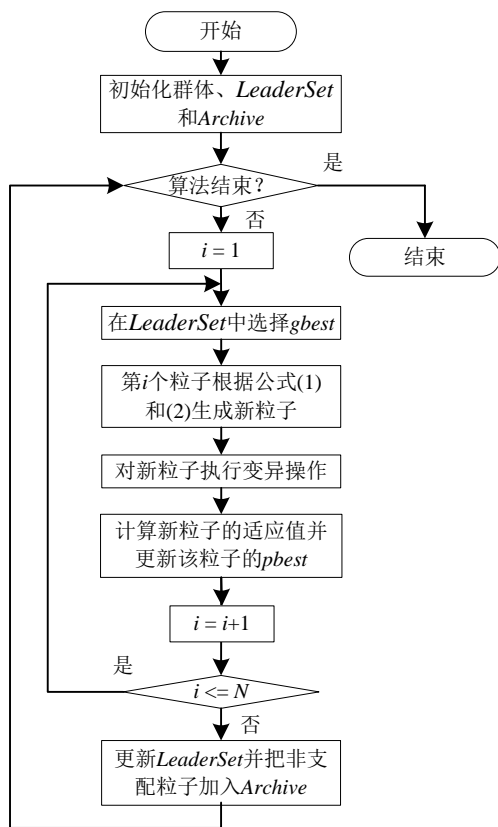 开始
初始化群体、LeaderSet
和Archive
算法结束？
是
否
i = 1
结束
在LeaderSet中选择gbest
第i个粒子根据公式(1)
和(2)生成新粒子
对新粒子执行变异操作
计算新粒子的适应值并
更新该粒子的pbest
i = i+1
是
i <= N
否
更新LeaderSet并把非支
配粒子加入Archive